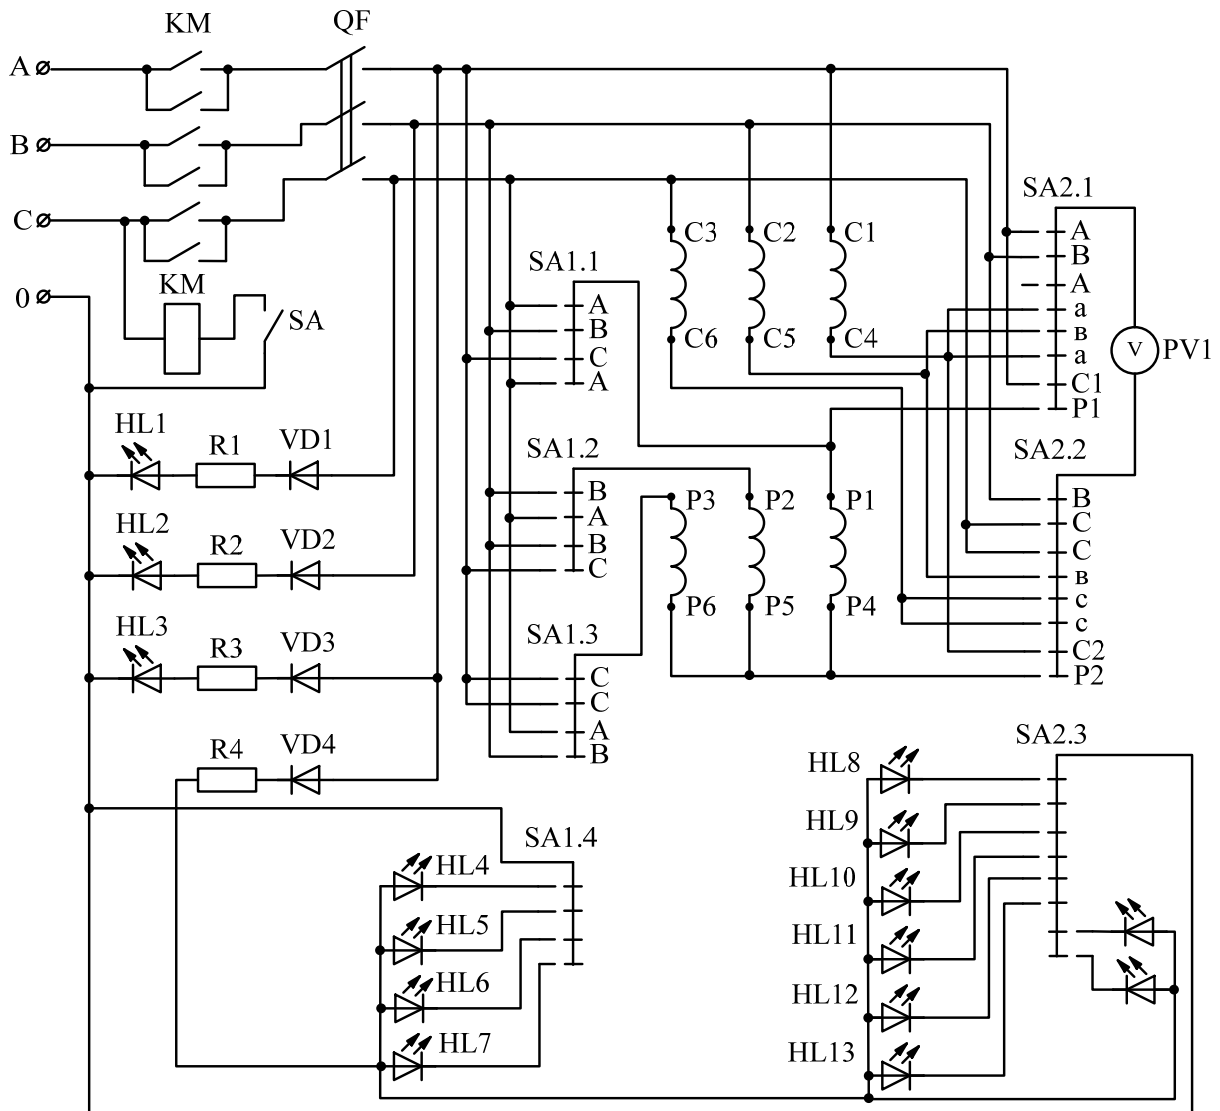 KM
QF
A
B
C
0
KM
SA
HL1
R1
VD1
HL2
R2
VD2
HL3
R3
VD3
R4
VD4
SA1.1
A
B
C
A
SA1.2
B
A
B
C
SA1.3
C
C
A
B
SA1.4
HL4
HL5
HL6
HL7
C3
C2
C1
C6
C5
C4
P3
P2
P1
P6
P5
P4
SA2.1
A
B
A
а
в
а
C1
P1
V
PV1
SA2.2
B
C
C
в
с
с
C2
P2
SA2.3
HL8
HL9
HL10
HL11
HL12
HL13